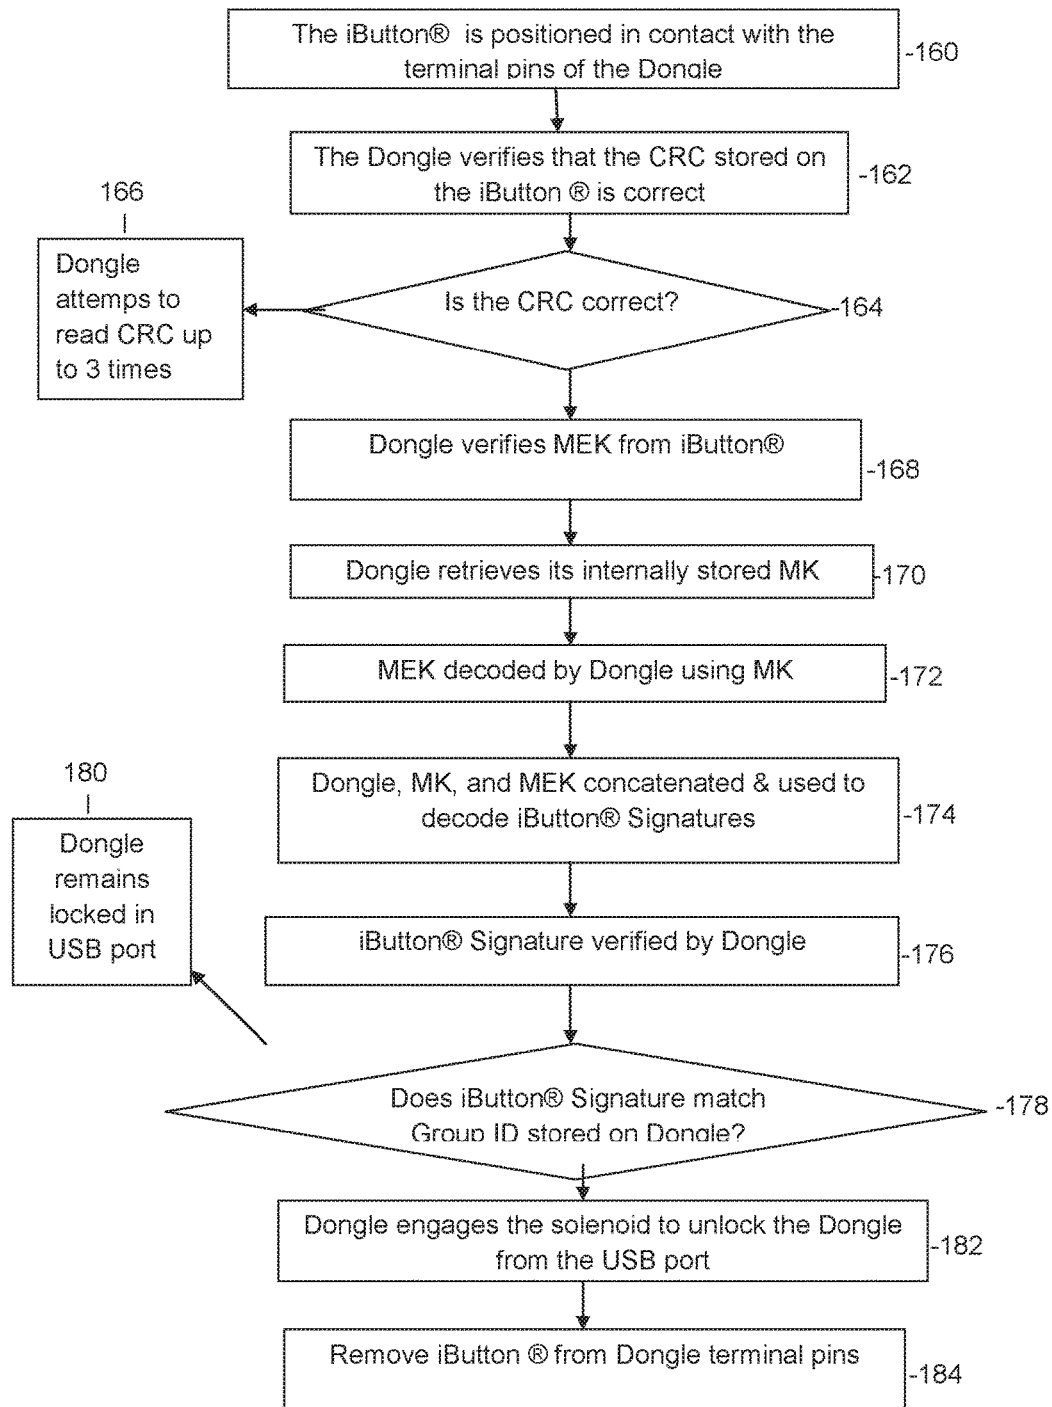 The iButton® is positioned in contact with the
terminal pins of the Dongle
-160
The Dongle verifies that the CRC stored on
the iButton ® is correct
-162
166
Dongle
attemps to
read CRC up
to 3 times
Is the CRC correct?
-164
Dongle verifies MEK from iButton®
-168
Dongle retrieves its internally stored MK
-170
MEK decoded by Dongle using MK
-172
Dongle, MK, and MEK concatenated & used to
decode iButton® Signatures
-174
180
Dongle
remains
locked in
USB port
iButton® Signature verified by Dongle
-176
Does iButton® Signature match
Group ID stored on Dongle?
-178
Dongle engages the solenoid to unlock the Dongle
from the USB port
-182
Remove iButton ® from Dongle terminal pins
-184